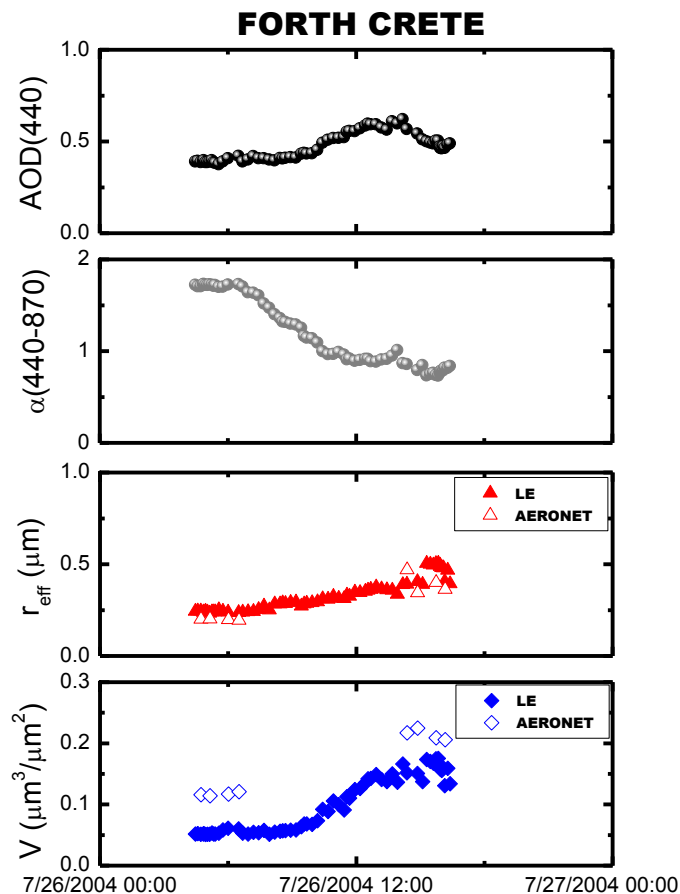 FORTH CRETE
AOD(440)
1.0
0.5
0.0
α(440-870)
2
1
0
r_eff (μm)
1.0
0.5
0.0
LE
AERONET
V (μm³/μm²)
0.3
0.2
0.1
0.0
LE
AERONET
7/26/2004 00:00 7/26/2004 12:00 7/27/2004 00:00